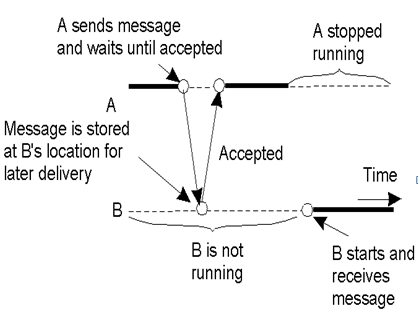 A sends message
and waits until accepted
A stopped
running
A
Message is stored
at B's location for
later delivery
Accepted
Time
B
B is not
running
B starts and
receives
message